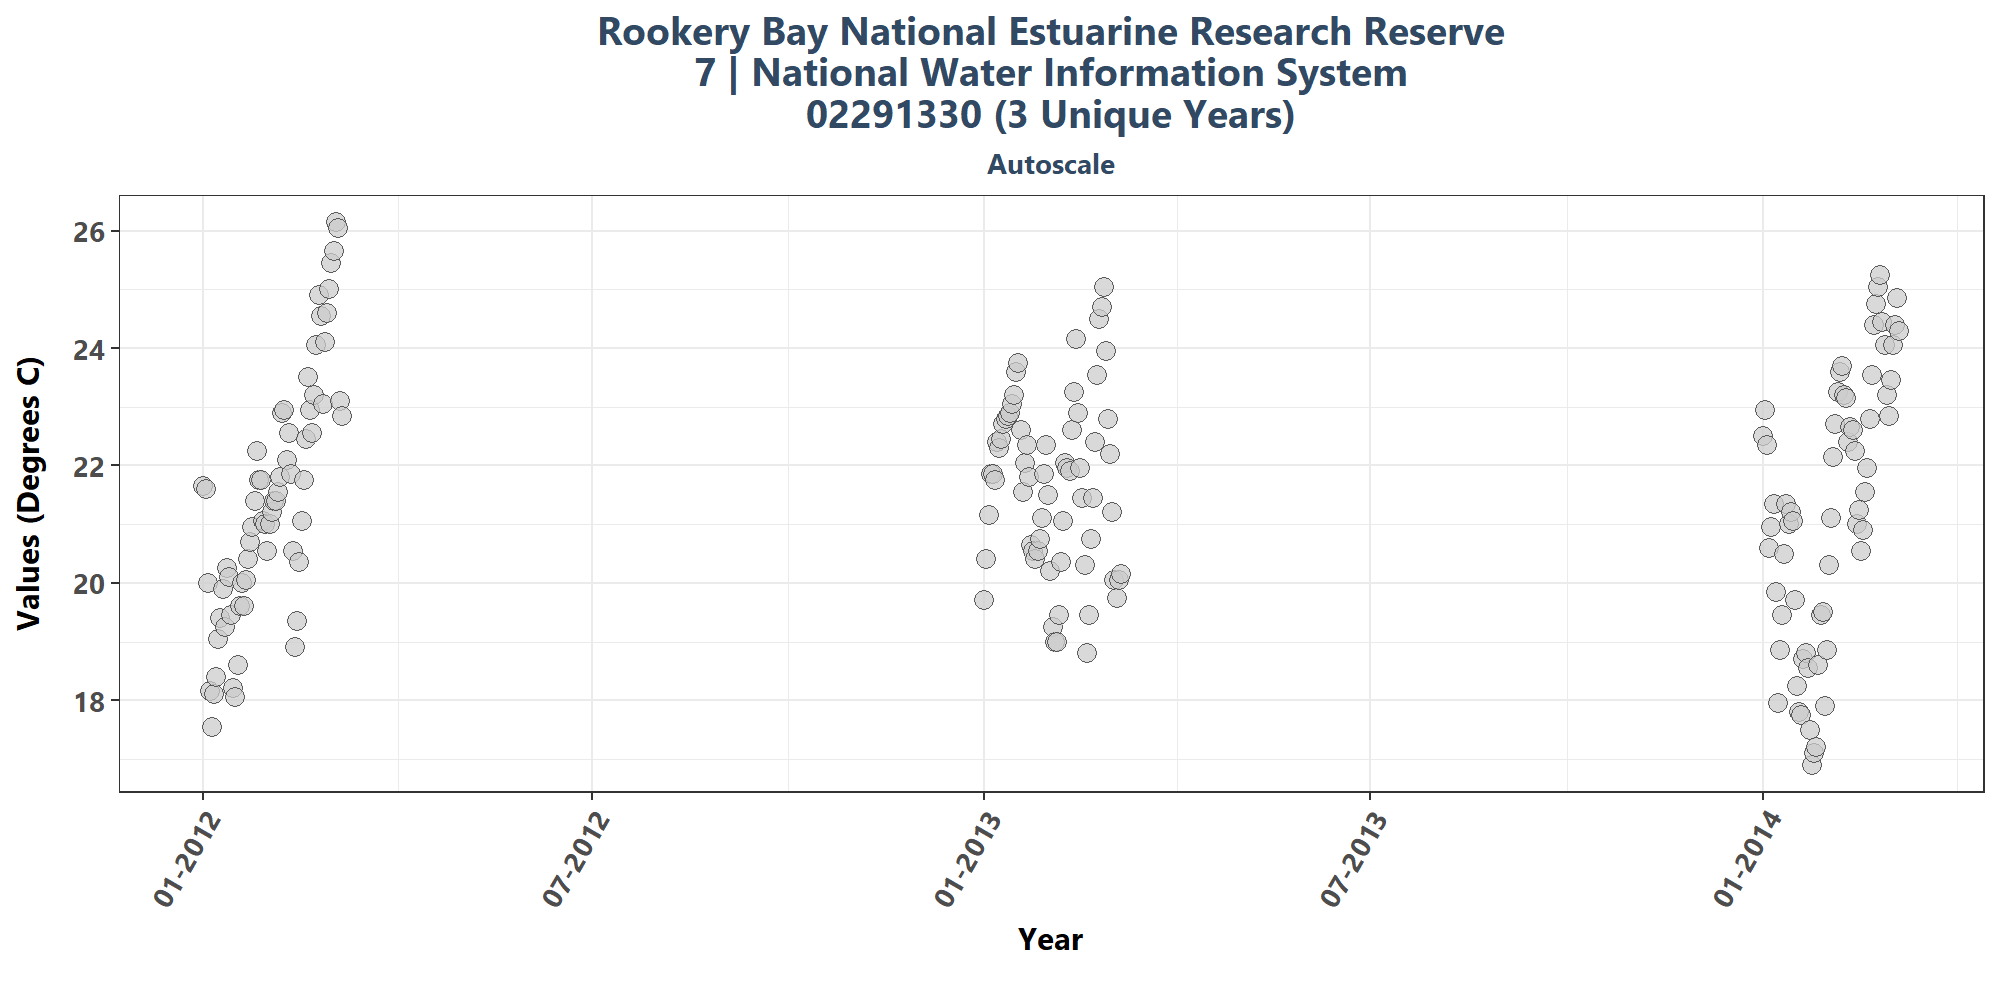 Rookery Bay National Estuarine Research Reserve
7 | National Water Information System
02291330 (3 Unique Years)
Autoscale
Values (Degrees C)
26
24
22
20
18
01-2012
07-2012
01-2013
07-2013
01-2014
Year